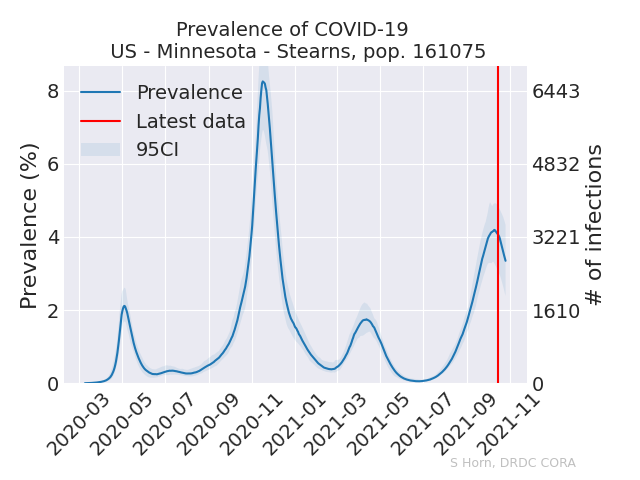 Prevalence of COVID-19
US - Minnesota - Stearns, pop. 161075
Prevalence
Latest data
95CI
Prevalence (%)
8
6
4
2
0
6443
4832
3221
1610
0
# of infections
2020-03
2020-05
2020-07
2020-09
2020-11
2021-01
2021-03
2021-05
2021-07
2021-09
2021-11
S Horn, DRDC CORA